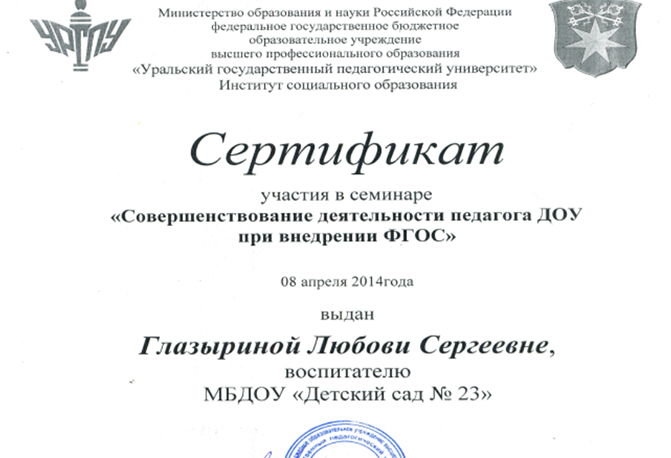 УРГПУ
Министерство образования и науки Российской Федерации
федеральное государственное бюджетное
образовательное учреждение
высшего профессионального образования
«Уральский государственный педагогический университет»
Институт социального образования
Сертификат
участия в семинаре
«Совершенствование деятельности педагога ДОУ
при внедрении ФГОС»
08 апреля 2014года
выдан
Глазыриной Любови Сергеевне,
воспитателю
МБДОУ «Детский сад № 23»